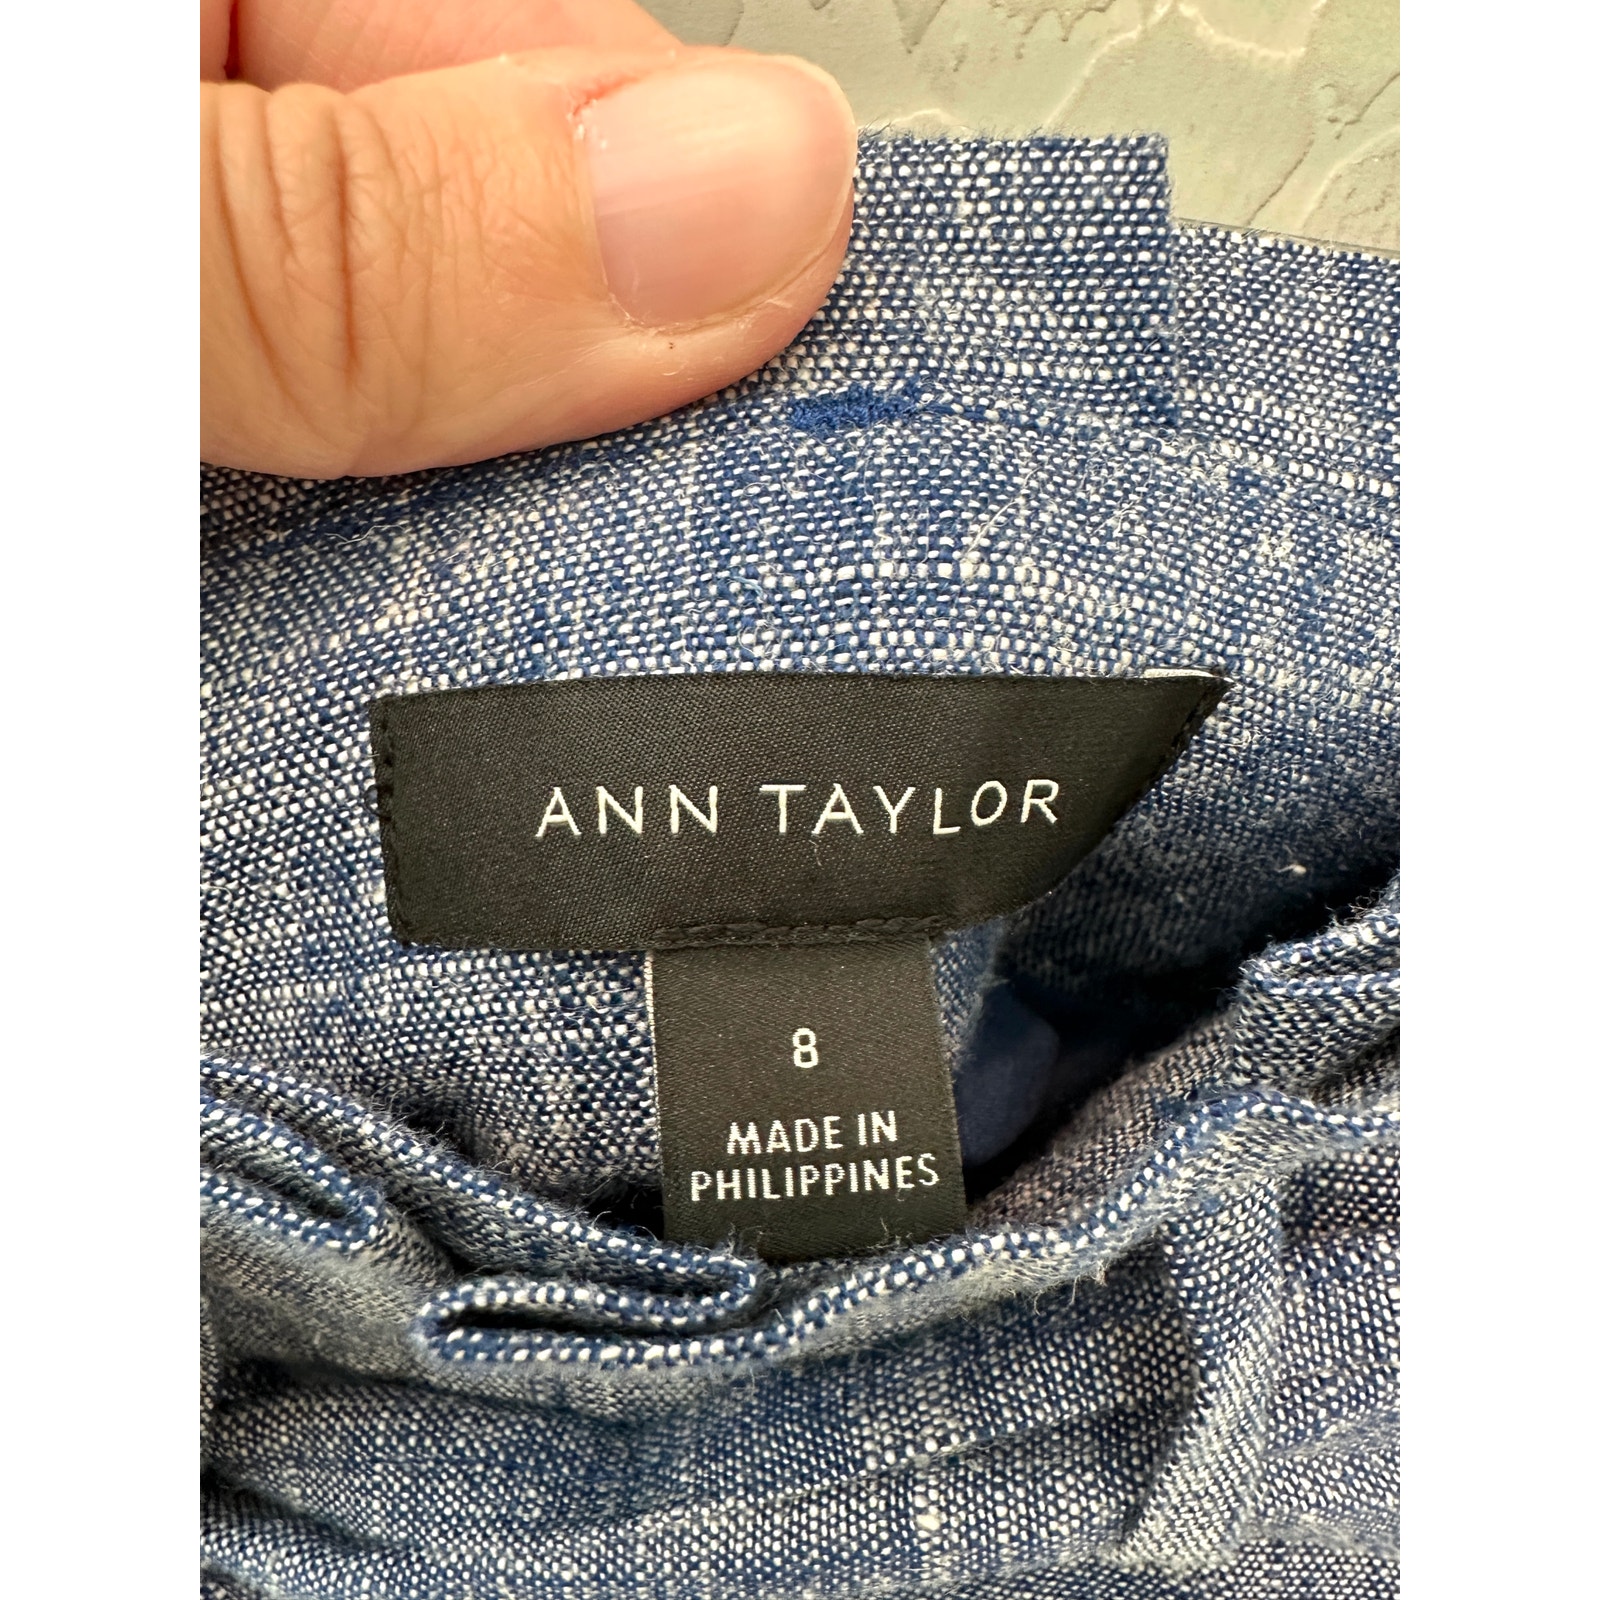 ANN TAYLOR
8
MADE IN
PHILIPPINES